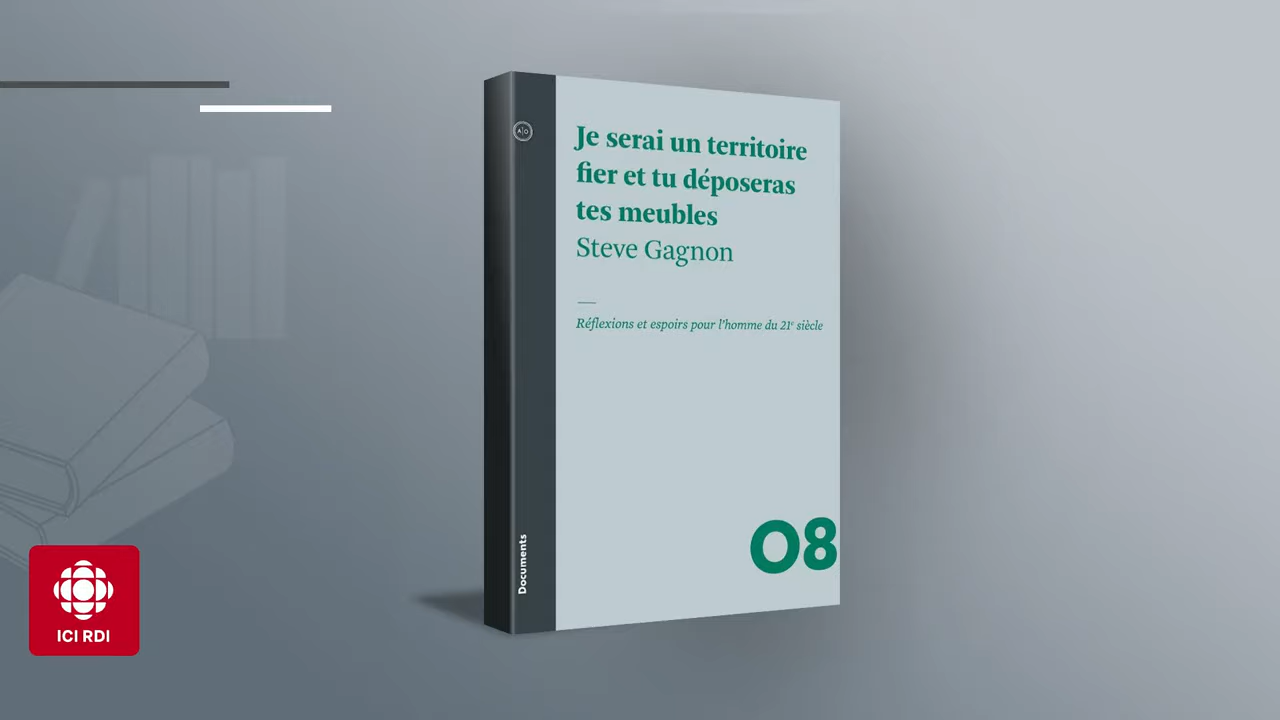 A|O
Je serai un territoire
fier et tu déposeras
tes meubles
Steve Gagnon
Réflexions et espoirs pour l'homme du 21e siècle
08
Documents
ICI RDI